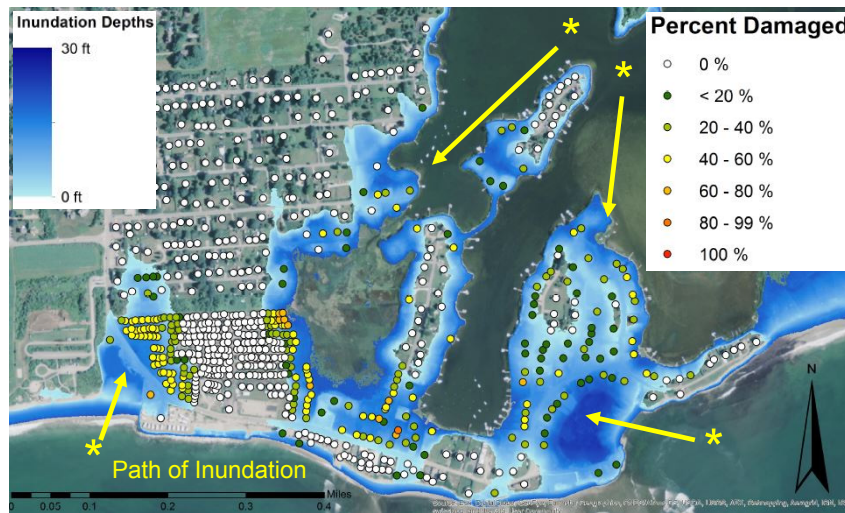 Inundation Depths
30 ft
0 ft
Percent Damaged
0 %
< 20 %
20 - 40 %
40 - 60 %
60 - 80 %
80 - 99 %
100 %
*
*
*
*
N
Path of Inundation
Miles
0 0.05 0.1 0.2 0.3 0.4